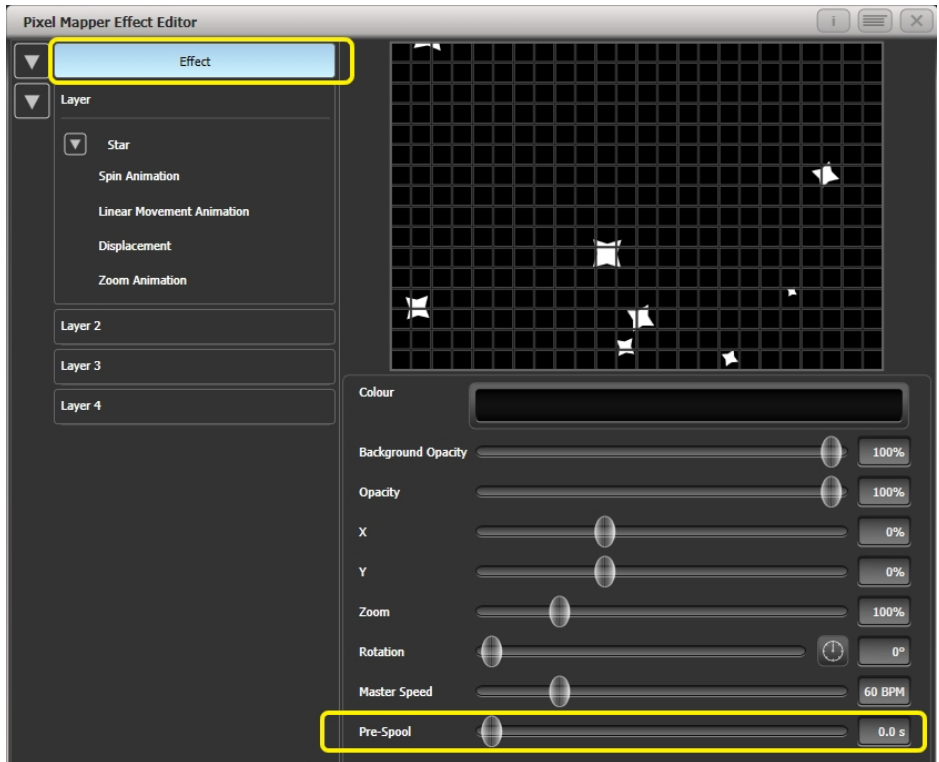 Pixel Mapper Effect Editor
i
Effect
Layer
Star
Spin Animation
Linear Movement Animation
Displacement
Zoom Animation
Layer 2
Layer 3
Layer 4
Colour
Background Opacity 100%
Opacity 100%
X 0%
Y 0%
Zoom 100%
Rotation 0°
Master Speed 60 BPM
Pre-Spool 0.0 s